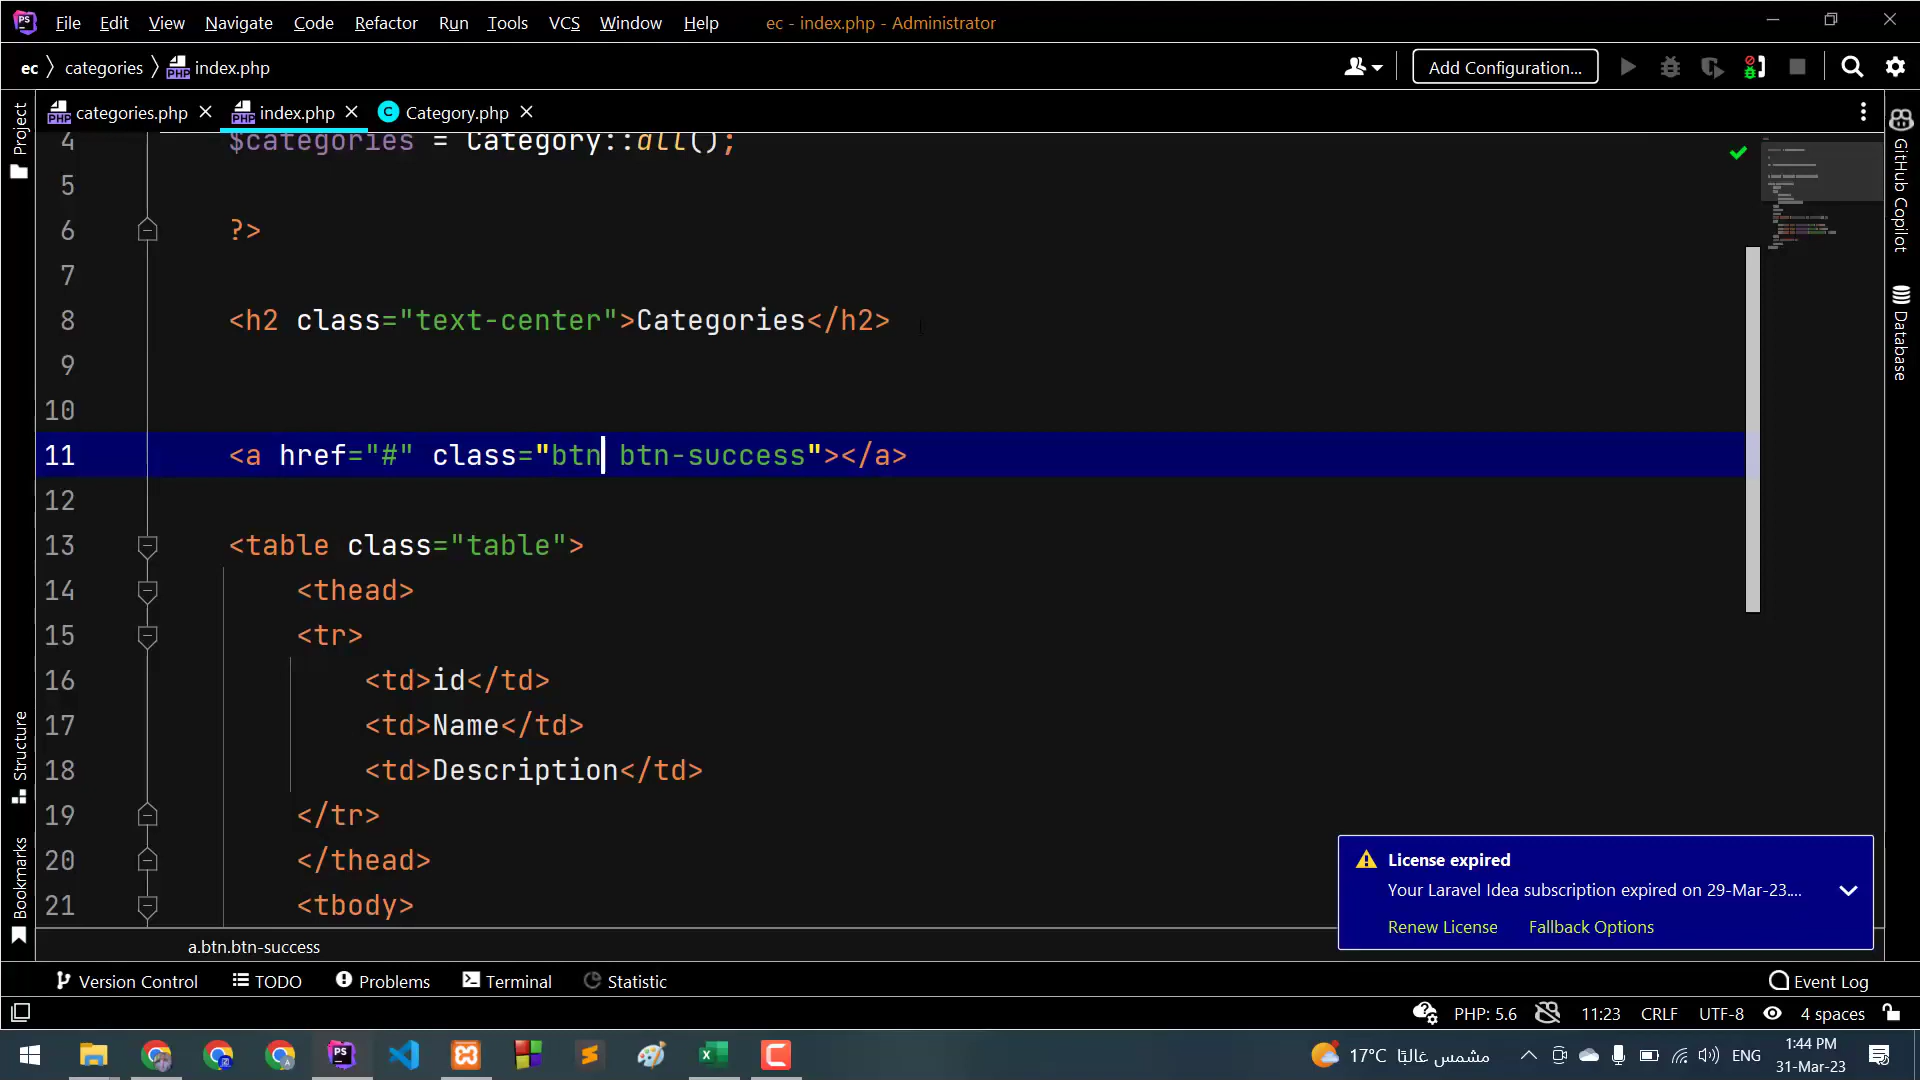 PS File Edit View Navigate Code Refactor Run Tools VCS Window Help ec - index.php - Administrator
ec categories PHP index.php Add Configuration...
PHP categories.php PHP index.php C Category.php
4 $categories = Category::all();
5
6 ?>
7
8 <h2 class="text-center">Categories</h2>
9
10
11 <a href="#" class="btn btn-success"></a>
12
13 <table class="table">
14 <thead>
15 <tr>
16 <td>id</td>
17 <td>Name</td>
18 <td>Description</td>
19 </tr>
20 </thead>
21 <tbody>
Project
Structure
Bookmarks
GitHub Copilot
Database
License expired
Your Laravel Idea subscription expired on 29-Mar-23....
Renew License Fallback Options
a.btn.btn-success
Version Control TODO Problems Terminal Statistic Event Log
PHP: 5.6 11:23 CRLF UTF-8 4 spaces
PS 17°C مشمس غالبًا ENG 1:44 PM
31-Mar-23